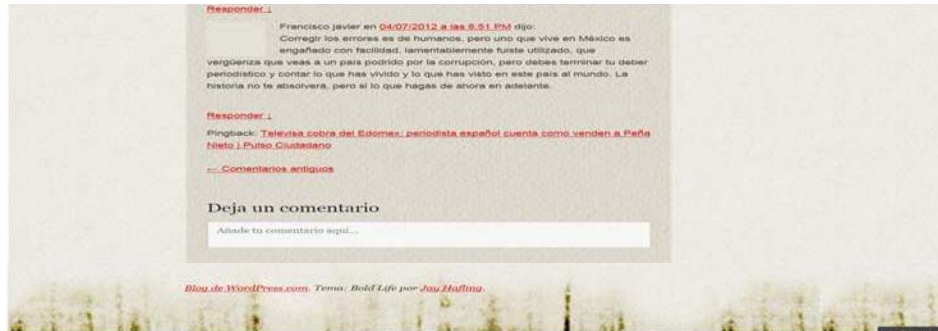 Responder ↓
Francisco javier en 04/07/2012 a las 8:51 PM dijo:
Corregir los errores es de humanos, pero uno que vive en México es
engañado con facilidad, lamentablemente fuiste utilizado, que
vergüenza que veas a un país podrido por la corrupción, pero debes terminar tu deber
periodístico y contar lo que has vivido y lo que has visto en este país al mundo. La
historia no te absolverá, pero si lo que hagas de ahora en adelante.
Responder ↓
Pingback: Televisa cobra del Edomex: periodista español cuenta como venden a Peña
Nieto | Pulso Ciudadano
← Comentarios antiguos
Deja un comentario
Añade tu comentario aquí...
Blog de WordPress.com. Tema: Bold Life por Jay Hafling.